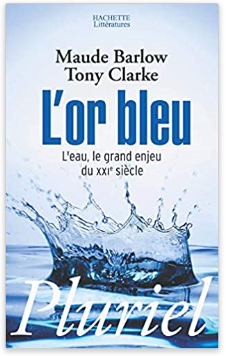 HACHETTE
Littératures
Maude Barlow
Tony Clarke
L'or bleu
L'eau, le grand enjeu
du XXIᵉ siècle
Pluriel